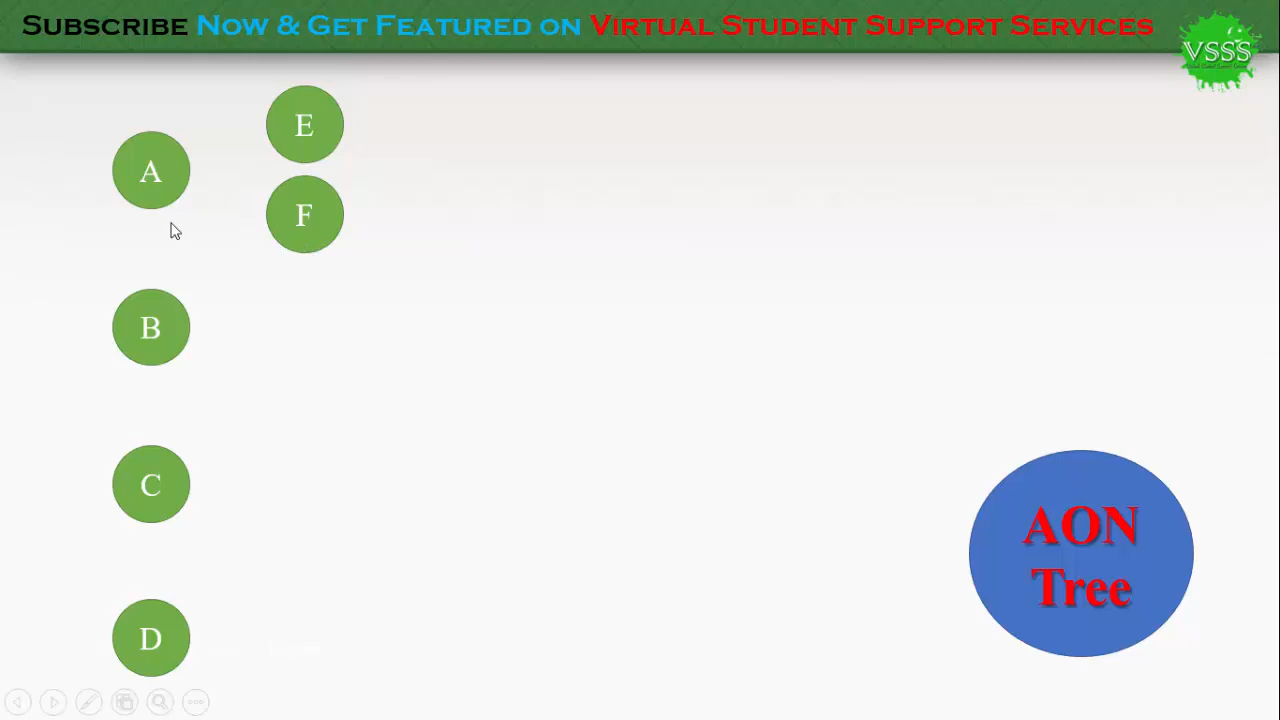 Subscribe Now & Get Featured on Virtual Student Support Services
VSSS
E
A
F
B
C
AON
Tree
D